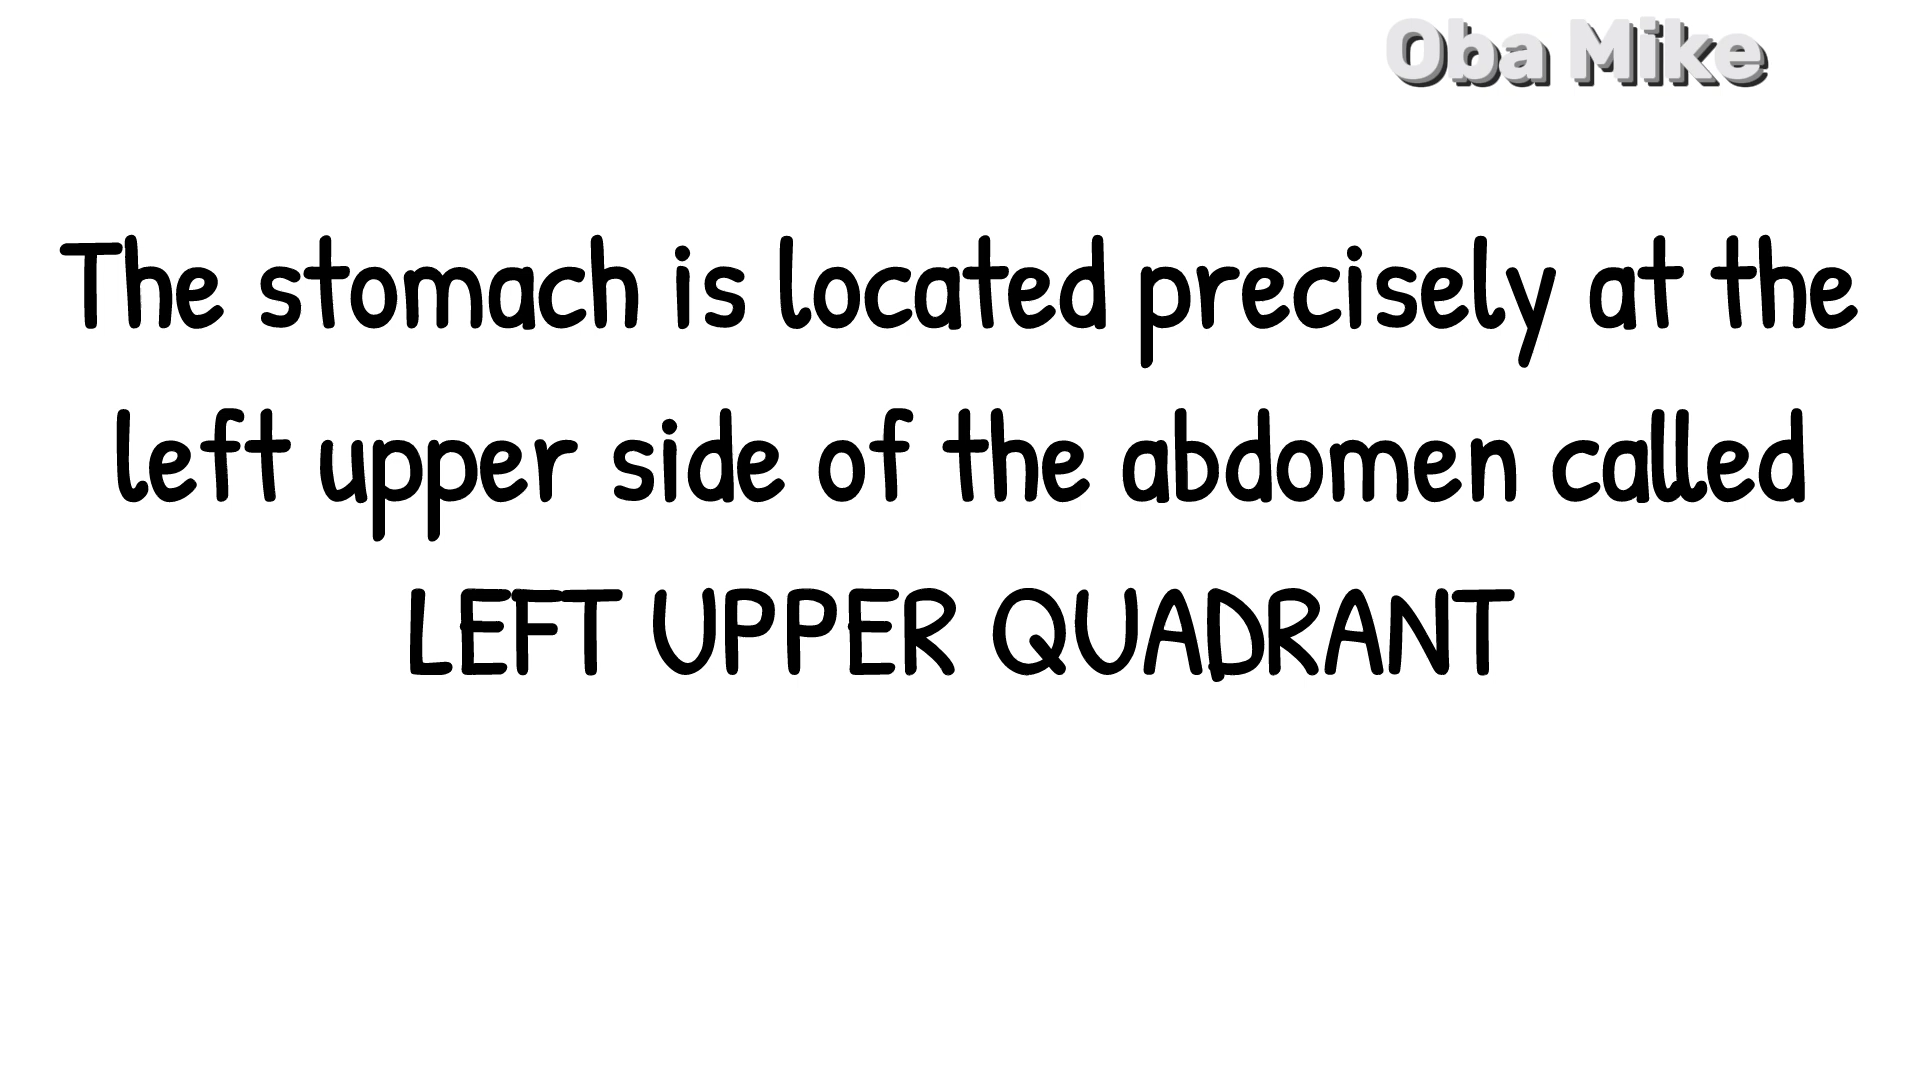 Oba Mike
The stomach is located precisely at the
left upper side of the abdomen called
LEFT UPPER QUADRANT